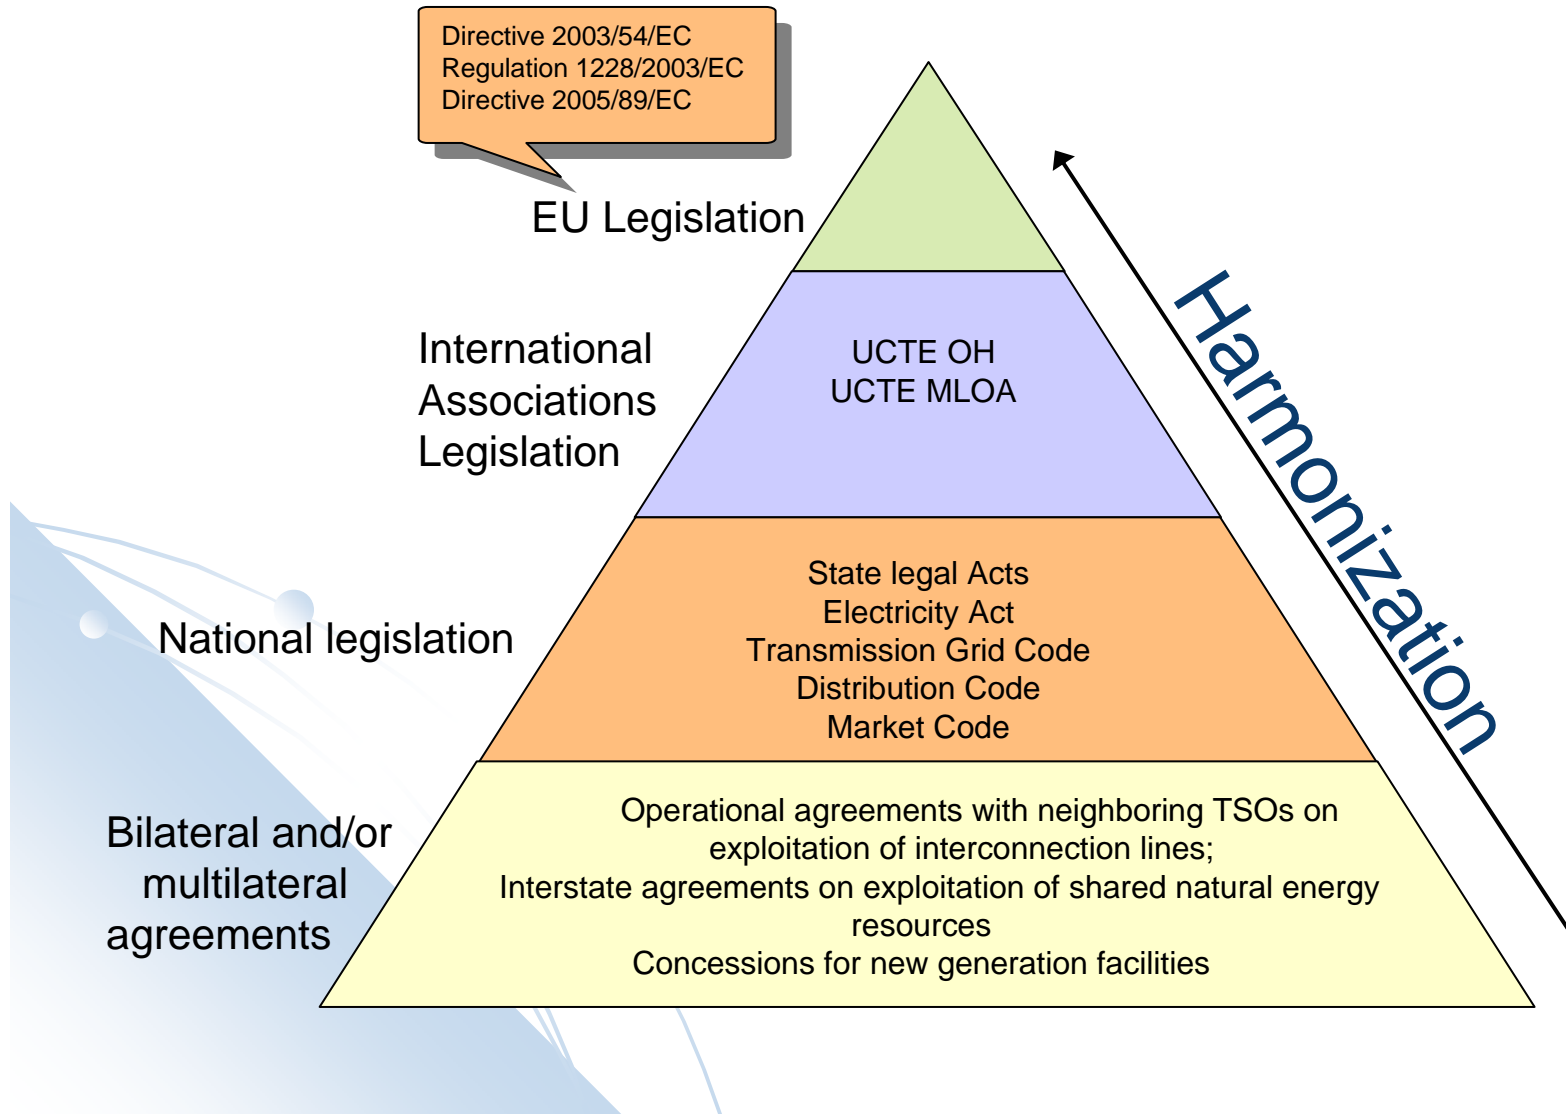 Directive 2003/54/EC
Regulation 1228/2003/EC
Directive 2005/89/EC
EU Legislation
International
Associations
Legislation
UCTE OH
UCTE MLOA
Harmonization
National legislation
State legal Acts
Electricity Act
Transmission Grid Code
Distribution Code
Market Code
Bilateral and/or
multilateral
agreements
Operational agreements with neighboring TSOs on
exploitation of interconnection lines;
Interstate agreements on exploitation of shared natural energy
resources
Concessions for new generation facilities